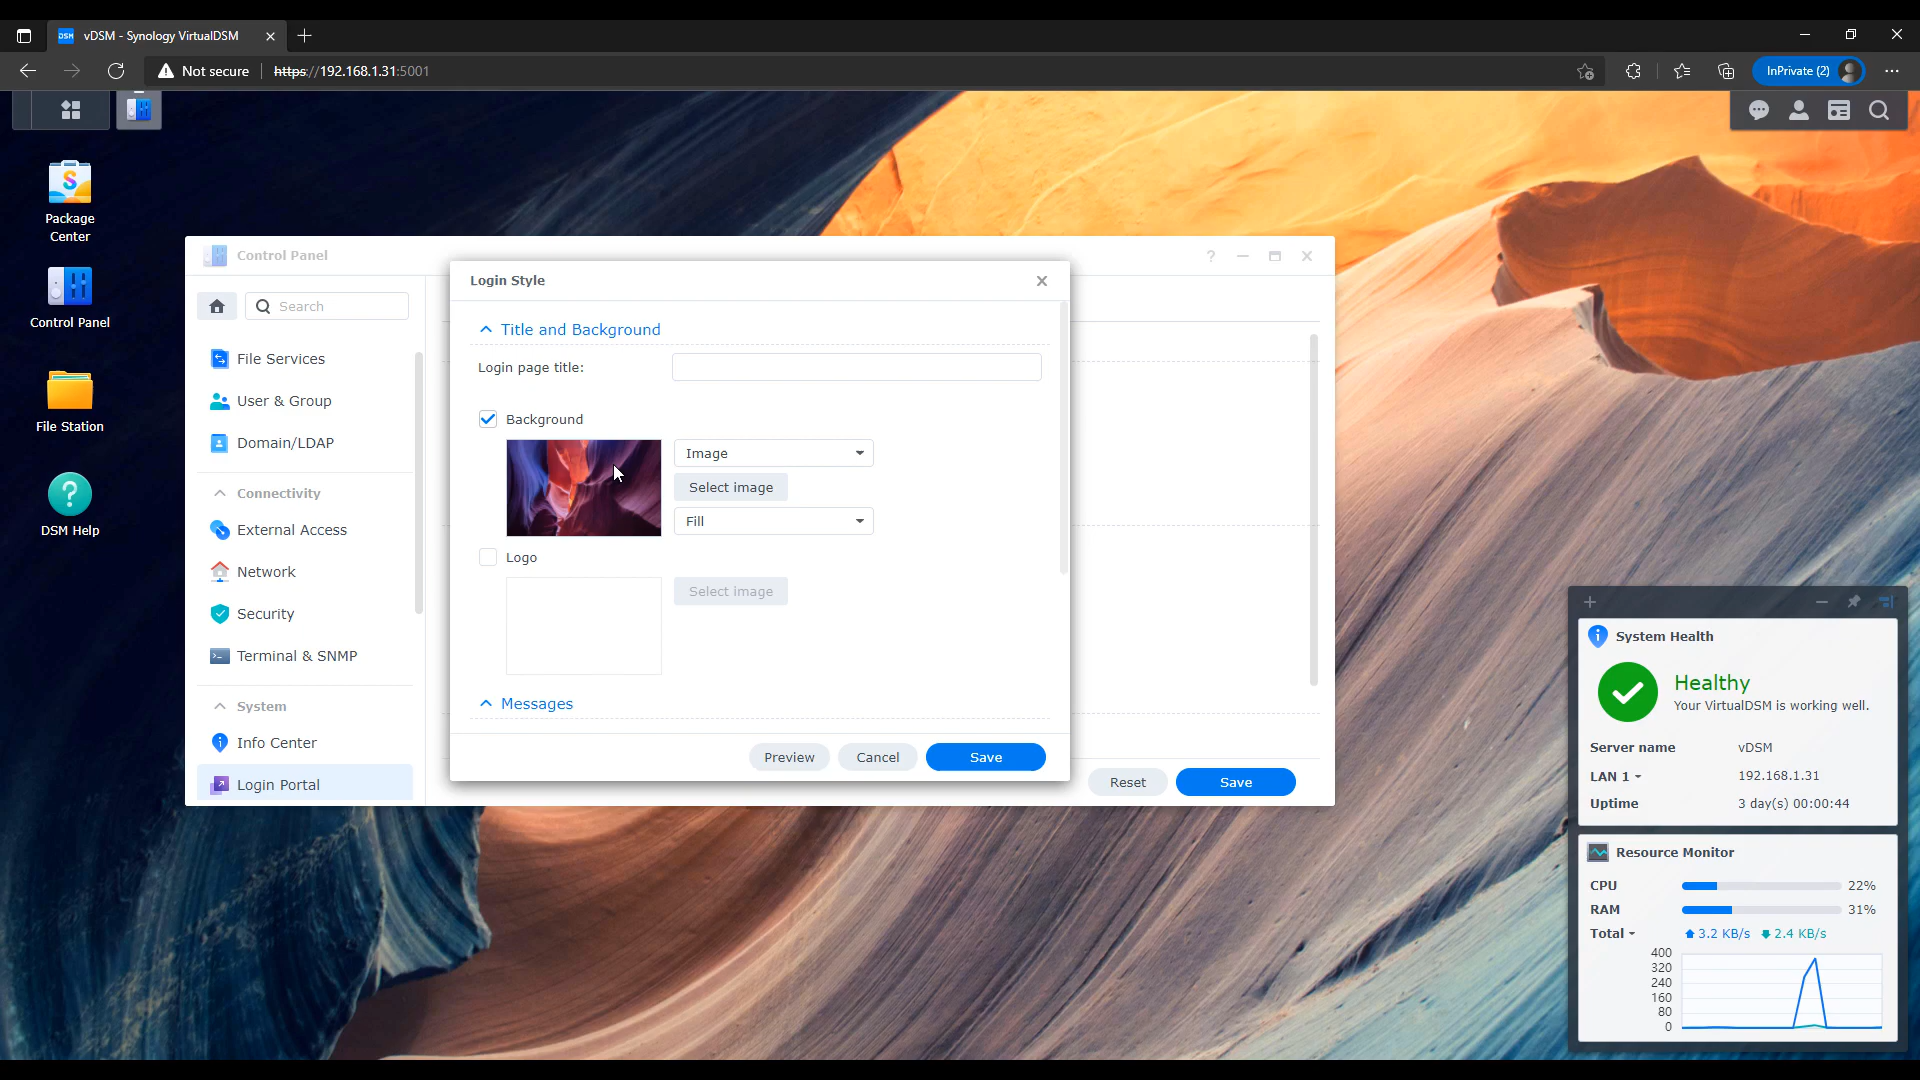 DSM
vDSM - Synology VirtualDSM
Not secure
https://192.168.1.31:5001
InPrivate (2)
S
Package
Center
Control Panel
File Station
?
DSM Help
Control Panel
?
Search
File Services
User & Group
Domain/LDAP
Connectivity
External Access
Network
Security
Terminal & SNMP
System
Info Center
Login Portal
Login Style
Title and Background
Login page title:
Background
Image
Select image
Fill
Logo
Select image
Messages
Preview
Cancel
Save
Reset
Save
System Health
Healthy
Your VirtualDSM is working well.
Server name vDSM
LAN 1 192.168.1.31
Uptime 3 day(s) 00:00:44
Resource Monitor
CPU 22%
RAM 31%
Total 3.2 KB/s 2.4 KB/s
400
320
240
160
80
0